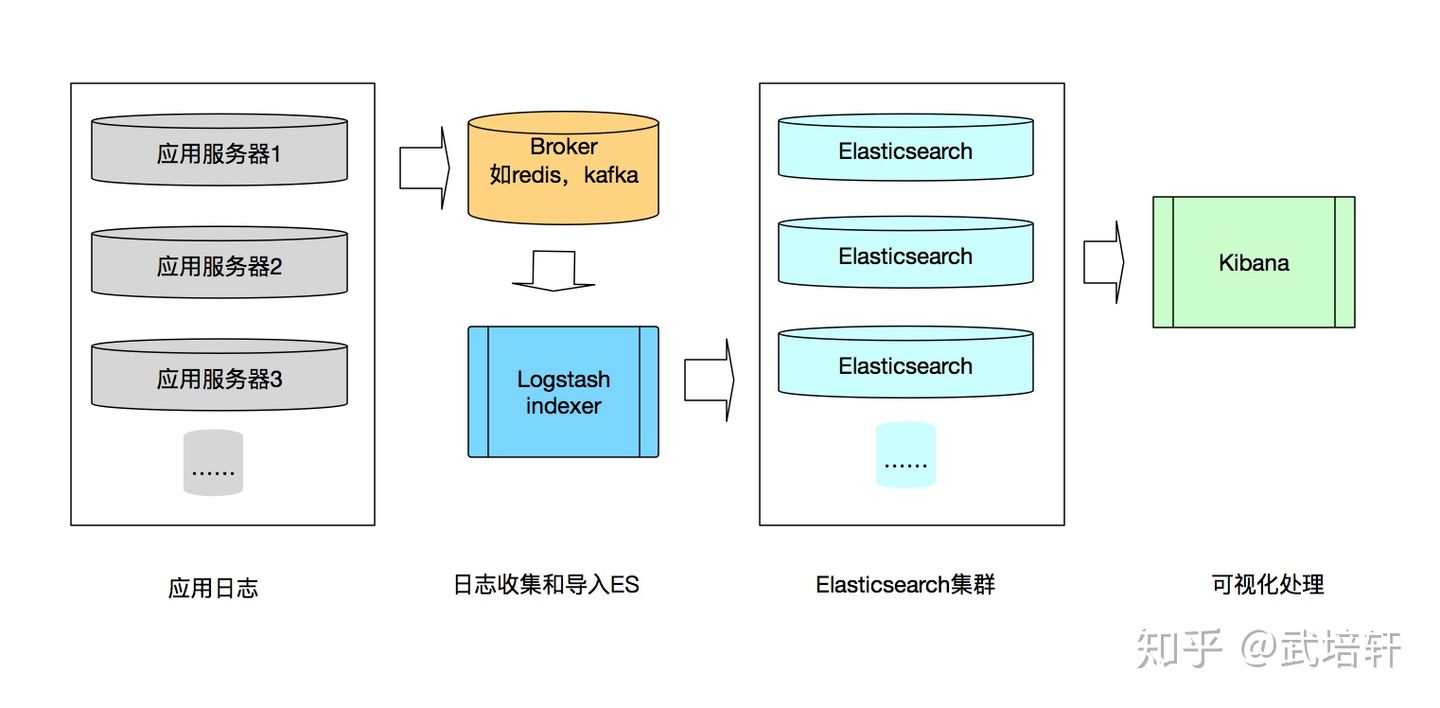 应用服务器1
应用服务器2
应用服务器3
......
应用日志
Broker
如redis，kafka
Logstash
indexer
日志收集和导入ES
Elasticsearch
Elasticsearch
Elasticsearch
......
Elasticsearch集群
Kibana
可视化处理
知乎 @武培轩